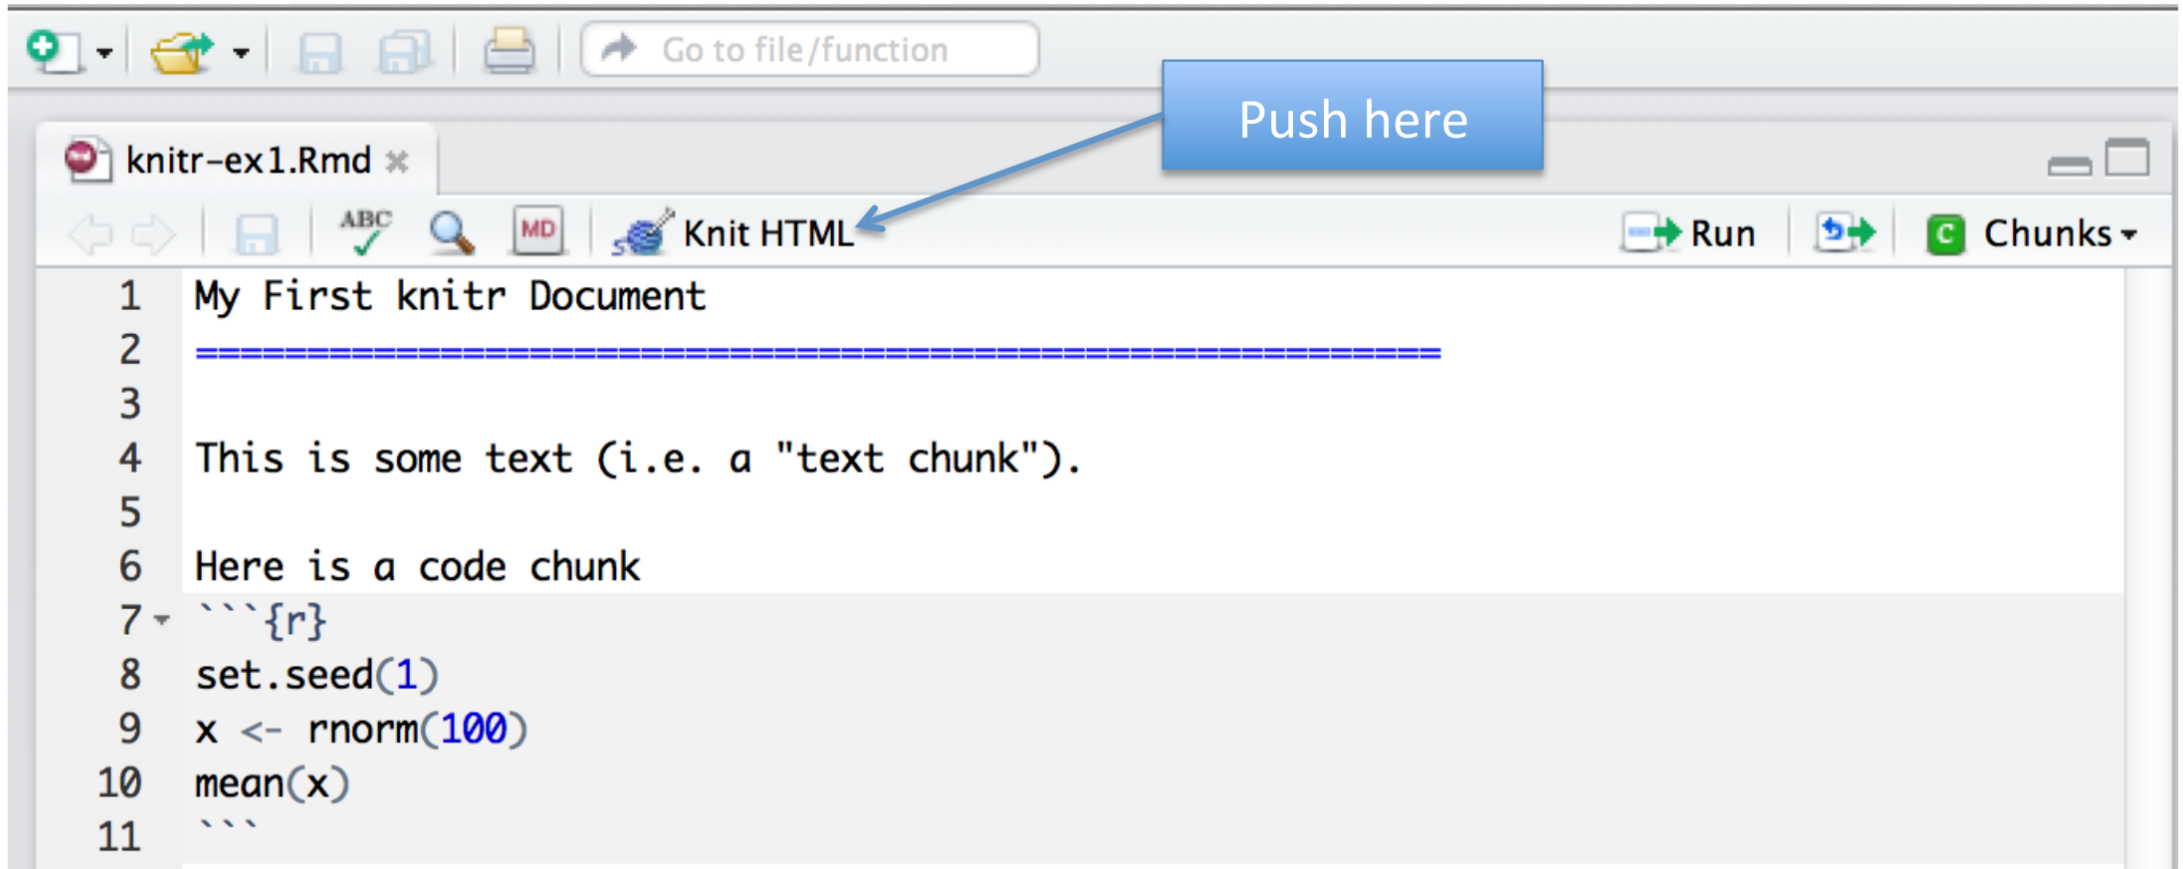 Go to file/function
Push here
knitr-ex1.Rmd
ABC
MD
Knit HTML
Run
C
Chunks
1 My First knitr Document
2 ========================================================
3
4 This is some text (i.e. a "text chunk").
5
6 Here is a code chunk
7 ```{r}
8 set.seed(1)
9 x <- rnorm(100)
10 mean(x)
11 ```